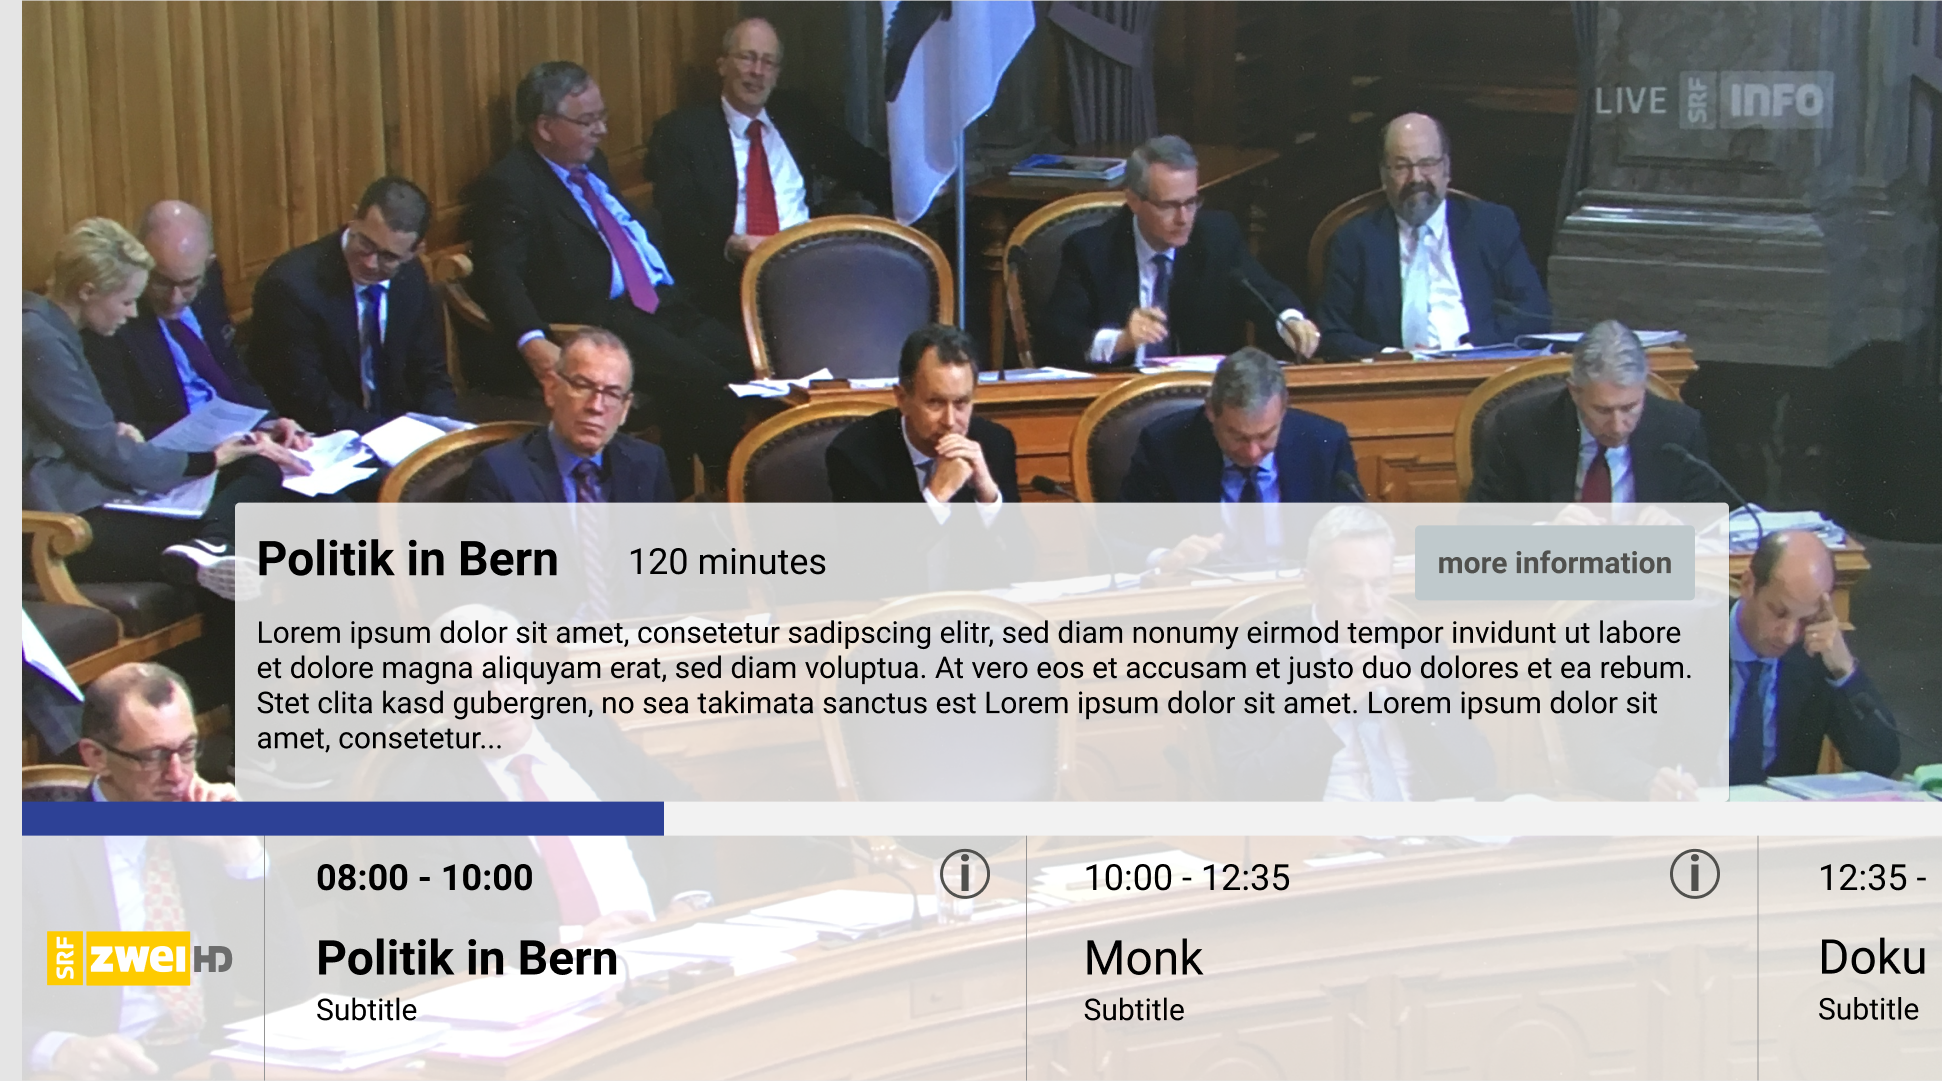 LIVE SRF INFO
Politik in Bern 120 minutes more information
Lorem ipsum dolor sit amet, consetetur sadipscing elitr, sed diam nonumy eirmod tempor invidunt ut labore
et dolore magna aliquyam erat, sed diam voluptua. At vero eos et accusam et justo duo dolores et ea rebum.
Stet clita kasd gubergren, no sea takimata sanctus est Lorem ipsum dolor sit amet. Lorem ipsum dolor sit
amet, consetetur...
SRF zwei HD
08:00 - 10:00
Politik in Bern
Subtitle
10:00 - 12:35
Monk
Subtitle
12:35 -
Doku
Subtitle